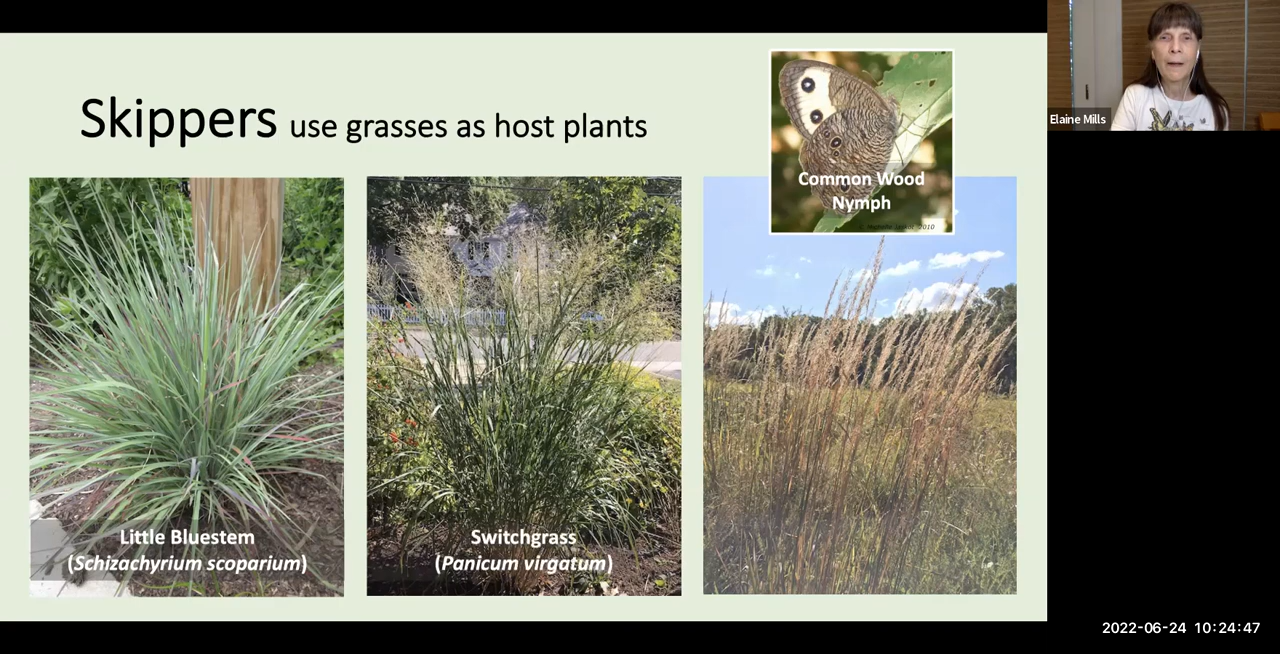 Elaine Mills
Skippers use grasses as host plants
Common Wood
Nymph
2010
Little Bluestem
(Schizachyrium scoparium)
Switchgrass
(Panicum virgatum)
2022-06-24 10:24:47